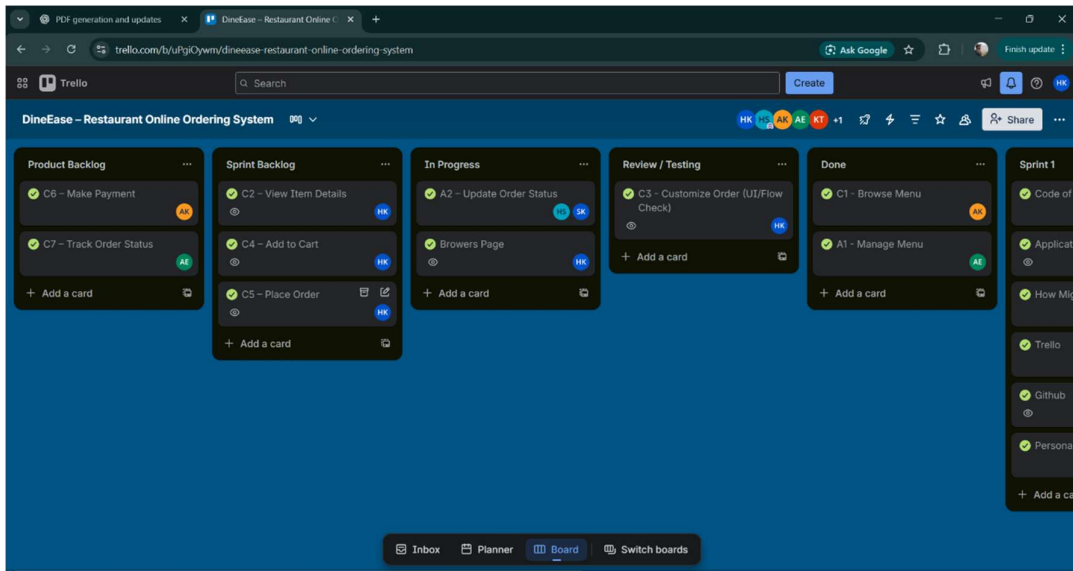 PDF generation and updates
DineEase – Restaurant Online O
trello.com/b/uPgiOywm/dineease-restaurant-online-ordering-system
Ask Google
Finish update
Trello
Search
Create
HK
DineEase – Restaurant Online Ordering System
HK HS AK AE KT +1
Share
Product Backlog
C6 – Make Payment
AK
C7 – Track Order Status
AE
+ Add a card
Sprint Backlog
C2 – View Item Details
HK
C4 – Add to Cart
HK
C5 – Place Order
HK
+ Add a card
In Progress
A2 – Update Order Status
HS SK
Browers Page
HK
+ Add a card
Review / Testing
C3 - Customize Order (UI/Flow
Check)
HK
+ Add a card
Done
C1 - Browse Menu
AK
A1 - Manage Menu
AE
+ Add a card
Sprint 1
Code of
Applicat
How Mig
Trello
Github
Persona
+ Add a ca
Inbox
Planner
Board
Switch boards